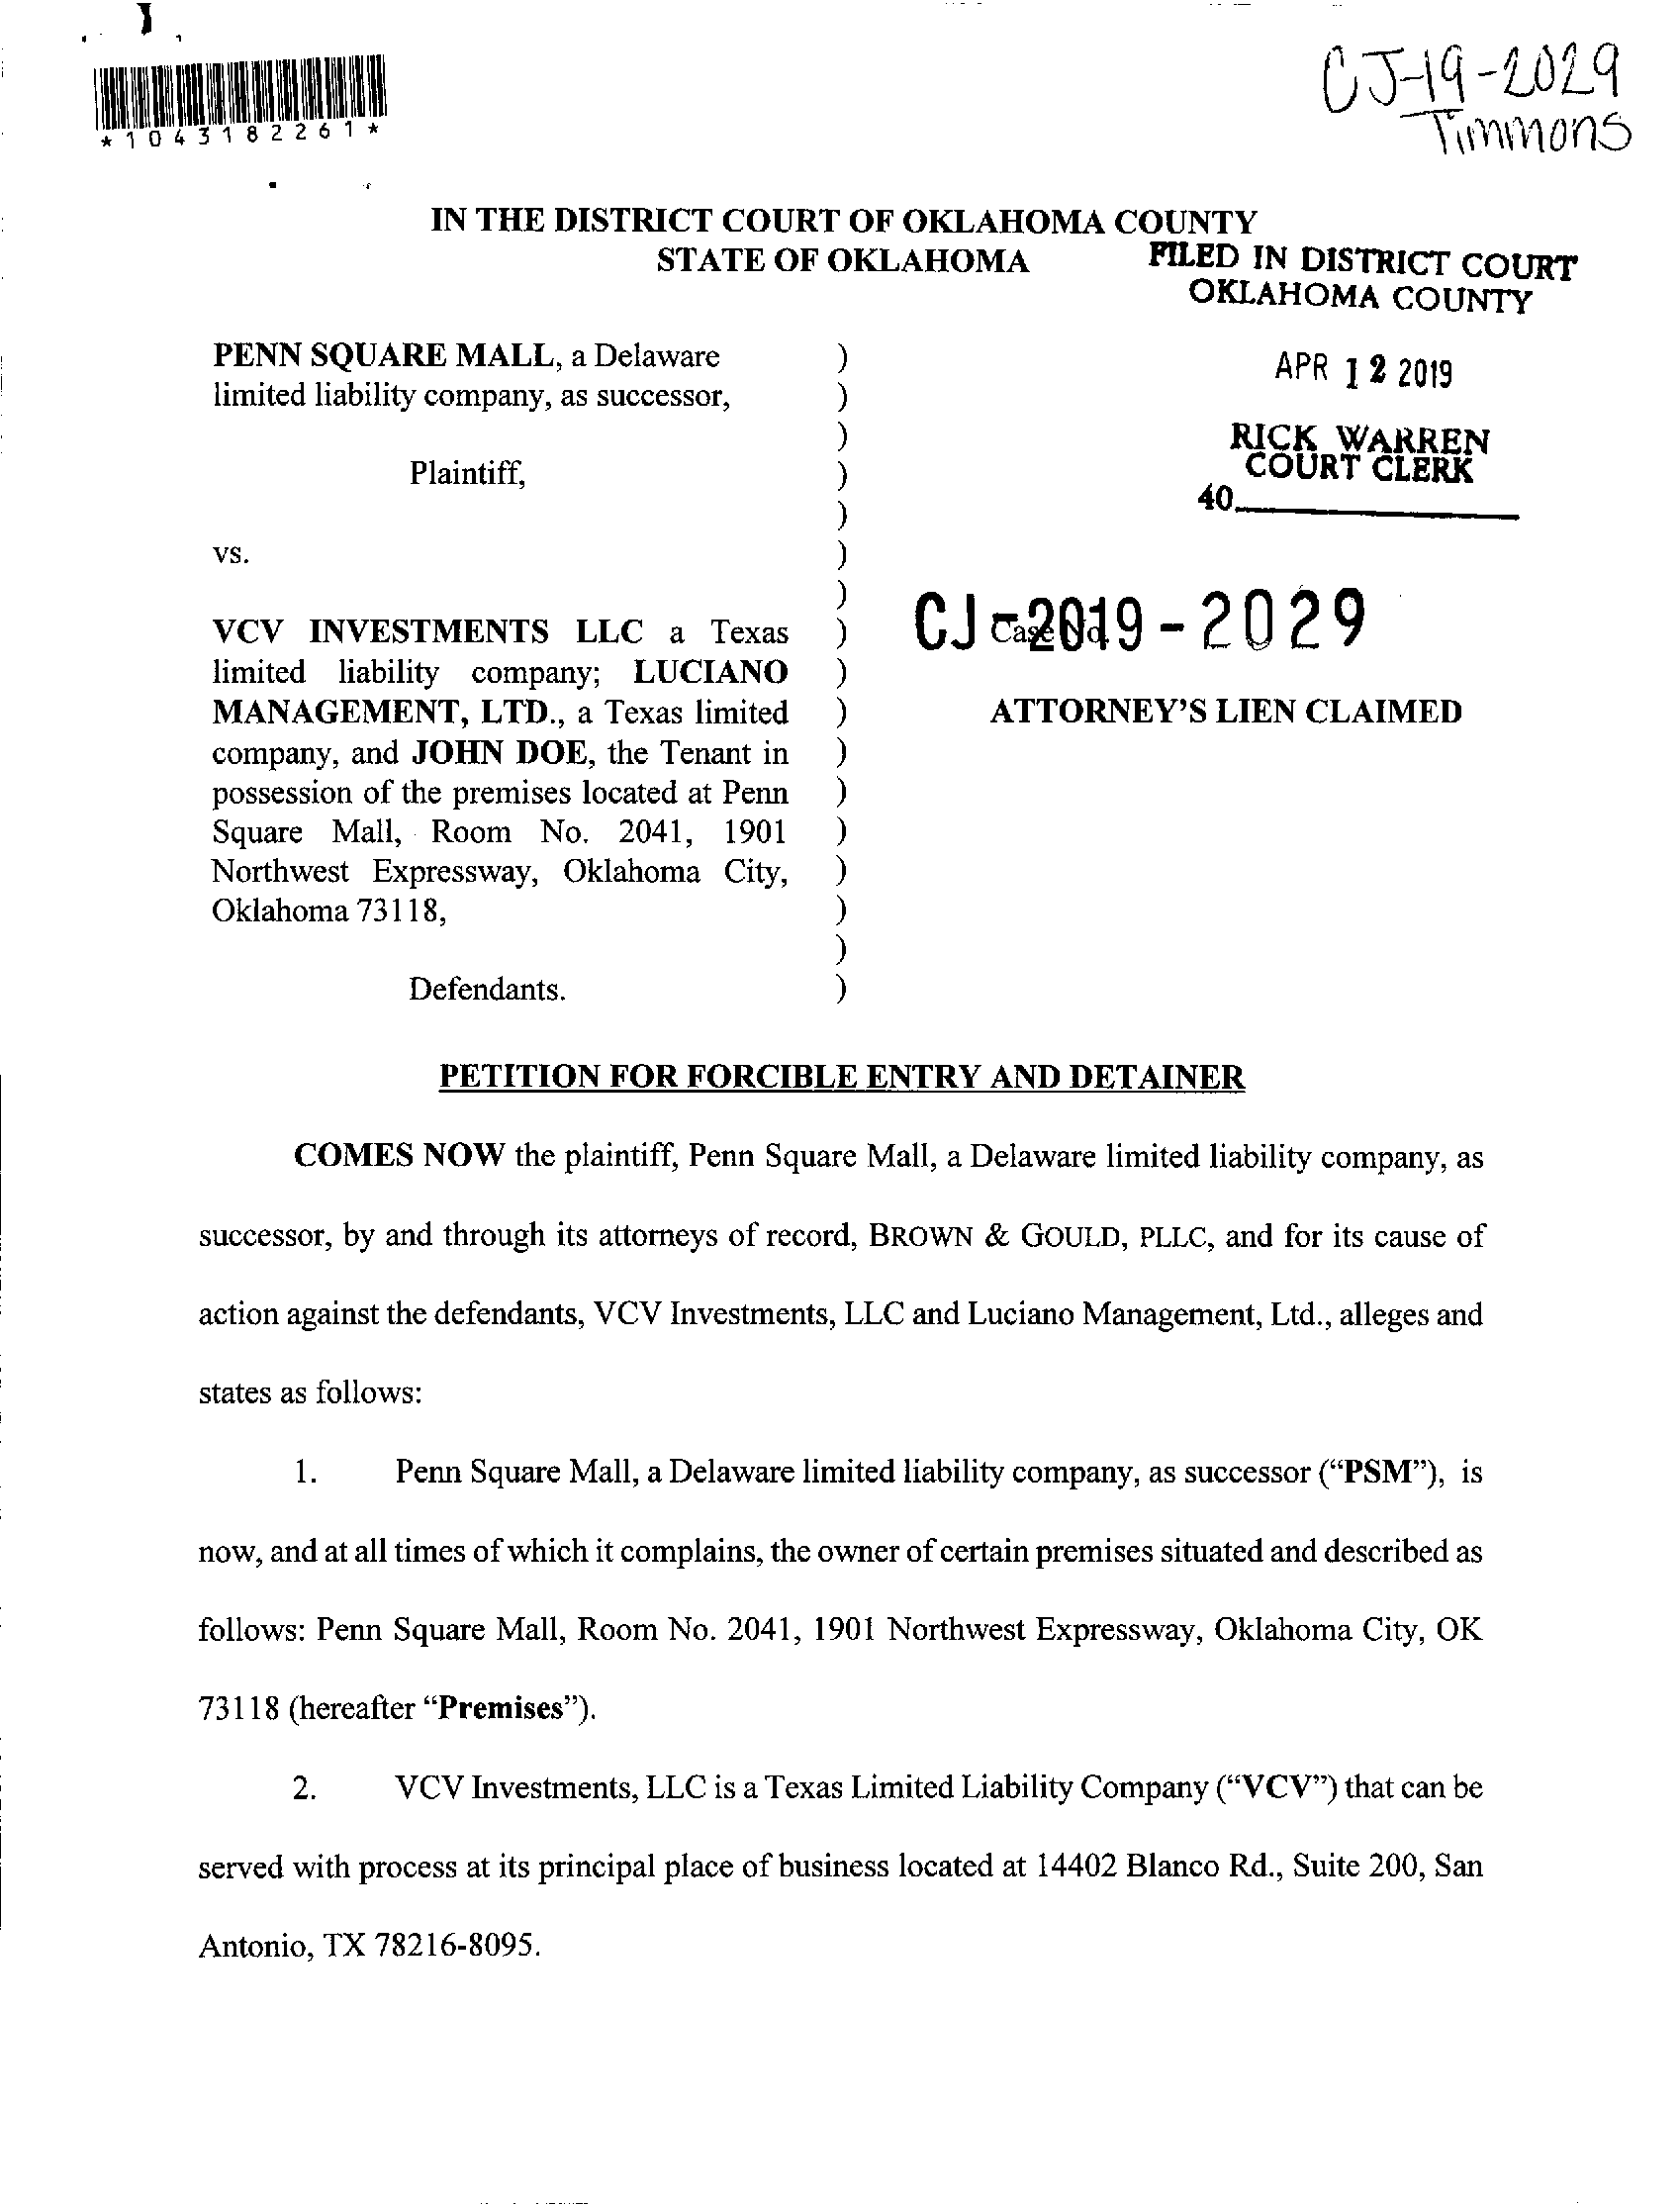 CJ-19-2029
Timmons
*1043182261*
IN THE DISTRICT COURT OF OKLAHOMA COUNTY
STATE OF OKLAHOMA
FILED IN DISTRICT COURT
OKLAHOMA COUNTY
APR 12 2019
RICK WARREN
COURT CLERK
40
PENN SQUARE MALL, a Delaware )
limited liability company, as successor, )
)
Plaintiff, )
)
vs. )
)
VCV INVESTMENTS LLC a Texas )
limited liability company; LUCIANO )
MANAGEMENT, LTD., a Texas limited )
company, and JOHN DOE, the Tenant in )
possession of the premises located at Penn )
Square Mall, Room No. 2041, 1901 )
Northwest Expressway, Oklahoma City, )
Oklahoma 73118, )
)
Defendants. )
CJ-2019-2029
ATTORNEY'S LIEN CLAIMED
PETITION FOR FORCIBLE ENTRY AND DETAINER
COMES NOW the plaintiff, Penn Square Mall, a Delaware limited liability company, as
successor, by and through its attorneys of record, BROWN & GOULD, PLLC, and for its cause of
action against the defendants, VCV Investments, LLC and Luciano Management, Ltd., alleges and
states as follows:
1. Penn Square Mall, a Delaware limited liability company, as successor ("PSM"), is
now, and at all times of which it complains, the owner of certain premises situated and described as
follows: Penn Square Mall, Room No. 2041, 1901 Northwest Expressway, Oklahoma City, OK
73118 (hereafter "Premises").
2. VCV Investments, LLC is a Texas Limited Liability Company ("VCV") that can be
served with process at its principal place of business located at 14402 Blanco Rd., Suite 200, San
Antonio, TX 78216-8095.